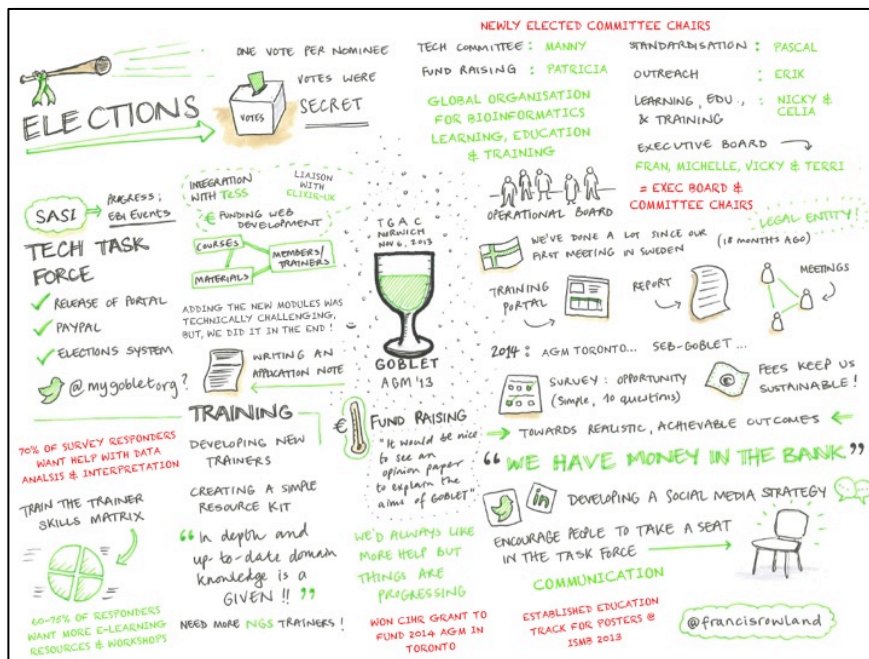 ELECTIONS
ONE VOTE PER NOMINEE
VOTES WERE
SECRET
VOTES
NEWLY ELECTED COMMITTEE CHAIRS
TECH COMMITTEE : MANNY
FUND RAISING : PATRICIA
STANDARDISATION : PASCAL
OUTREACH : ERIK
LEARNING, EDU., & TRAINING : NICKY & CELIA
EXECUTIVE BOARD
FRAN, MICHELLE, VICKY & TERRI
= EXEC BOARD &
COMMITTEE CHAIRS
GLOBAL ORGANISATION
FOR BIOINFORMATICS
LEARNING, EDUCATION
& TRAINING
SASI
PROGRESS;
EBI Events
TECH TASK
FORCE
RELEASE OF PORTAL
PAYPAL
ELECTIONS SYSTEM
@mygobletorg?
INTEGRATION
WITH TeSS
LIAISON
WITH
ELIXIR-UK
€ FUNDING WEB
DEVELOPMENT
COURSES
MEMBERS/
TRAINERS
MATERIALS
ADDING THE NEW MODULES WAS
TECHNICALLY CHALLENGING,
BUT, WE DID IT IN THE END!
WRITING AN
APPLICATION NOTE
TGAC
NORWICH
NOV 6, 2013
GOBLET
AGM '13
OPERATIONAL BOARD
LEGAL ENTITY!
WE'VE DONE A LOT SINCE OUR
FIRST MEETING IN SWEDEN
(18 MONTHS AGO)
TRAINING
PORTAL
REPORT
MEETINGS
2014: AGM TORONTO... SEB-GOBLET...
SURVEY: OPPORTUNITY
(Simple, 10 questions)
FEES KEEP US
SUSTAINABLE!
TOWARDS REALISTIC, ACHIEVABLE OUTCOMES
"WE HAVE MONEY IN THE BANK"
in
DEVELOPING A SOCIAL MEDIA STRATEGY
ENCOURAGE PEOPLE TO TAKE A SEAT
IN THE TASK FORCE
COMMUNICATION
ESTABLISHED EDUCATION
TRACK FOR POSTERS @
ISMB 2013
@francisrowland
70% OF SURVEY RESPONDERS
WANT HELP WITH DATA
ANALSIS & INTERPRETATION
TRAIN THE TRAINER
SKILLS MATRIX
60-75% OF RESPONDERS
WANT MORE E-LEARNING
RESOURCES & WORKSHOPS
TRAINING
DEVELOPING NEW
TRAINERS
CREATING A SIMPLE
RESOURCE KIT
"In depth and
up-to-date domain
knowledge is a
GIVEN!!"
NEED MORE NGS TRAINERS!
€
FUND RAISING
"It would be nice
to see an
opinion paper
to explain the
aims of GOBLET"
WE'D ALWAYS LIKE
MORE HELP BUT
THINGS ARE
PROGRESSING
WON CIHR GRANT TO
FUND 2014 AGM IN
TORONTO